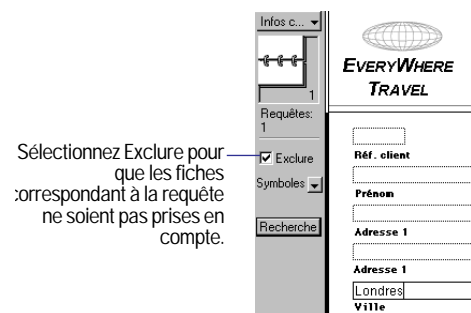 Infos c...
1
Requêtes:
1
Exclure
Symboles
Recherche
Sélectionnez Exclure pour
que les fiches
correspondant à la requête
ne soient pas prises en
compte.
EVERYWHERE
TRAVEL
Réf. client
Prénom
Adresse 1
Adresse 1
Londres
Ville